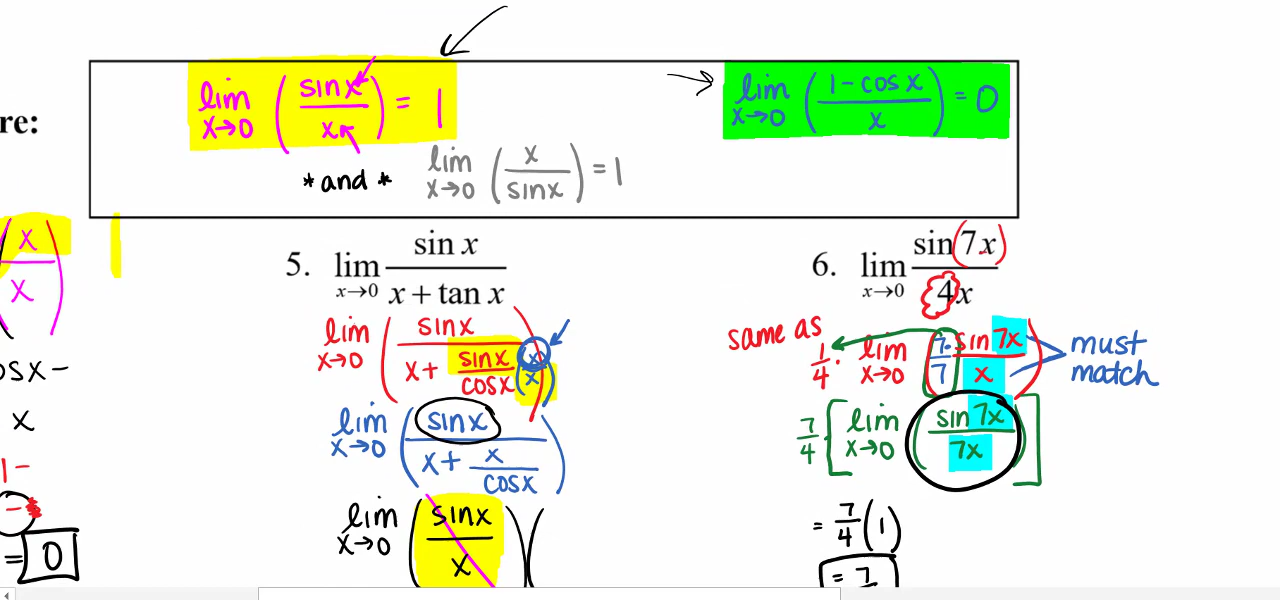 lim x→0 (sin x / x) = 1
lim x→0 (1 - cos x / x) = 0
re:
* and * lim x→0 (x / sin x) = 1
(x / x) 1
osx -
x
1 -
-
= 0
5. lim x→0 sin x / x + tan x
lim x→0 (sin x / x + sin x / cos x (x / x))
lim x→0 (sin x / x + x / cos x)
lim x→0 (sin x / x)(
6. lim x→0 sin(7x) / 4x
same as
1/4 · lim x→0 (7/7 · sin 7x / x) must match
7/4 [lim x→0 (sin 7x / 7x)]
= 7/4 (1)
= 7